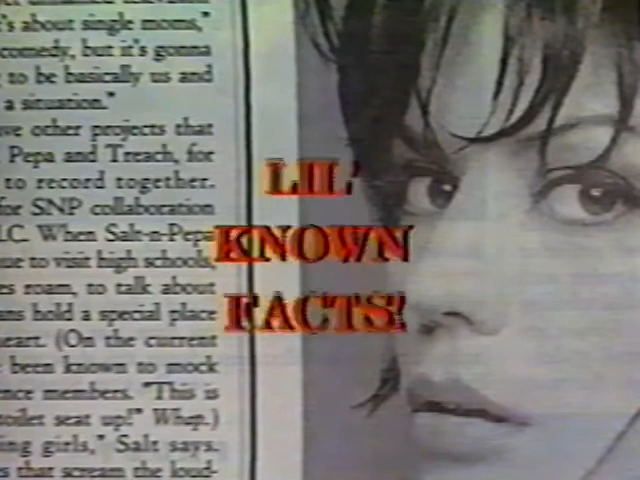 's about single moms,"
comedy, but it's gonna
to be basically us and
a situation."
ve other projects that
Pepa and Treach, for
to record together.
for SNP collaboration
When Salt-n-Pepa
to visit high schools,
roam, to talk about
hold a special place
heart. (On the current
been known to mock
members. "This is
toilet seat up!" Whap.)
girls," Salt says.
that scream the loud-
LIL'
KNOWN
FACTS!